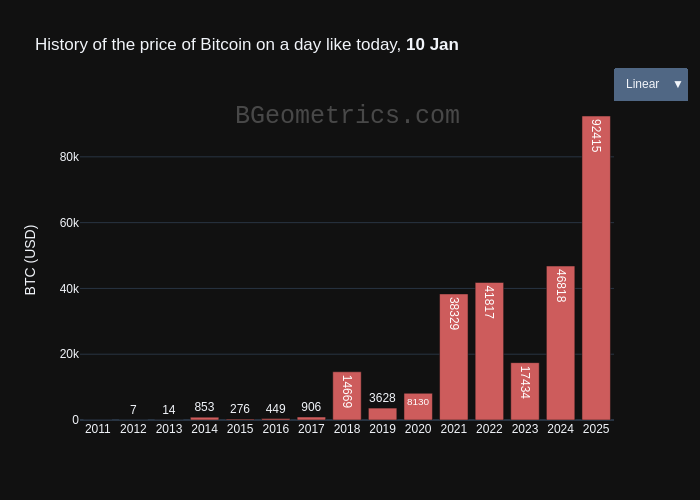 History of the price of Bitcoin on a day like today, 10 Jan
Linear ▼
BGeometrics.com
BTC (USD)
80k
60k
40k
20k
0
7
14
853
276
449
906
14669
3628
8130
38329
41817
17434
46818
92415
2011 2012 2013 2014 2015 2016 2017 2018 2019 2020 2021 2022 2023 2024 2025